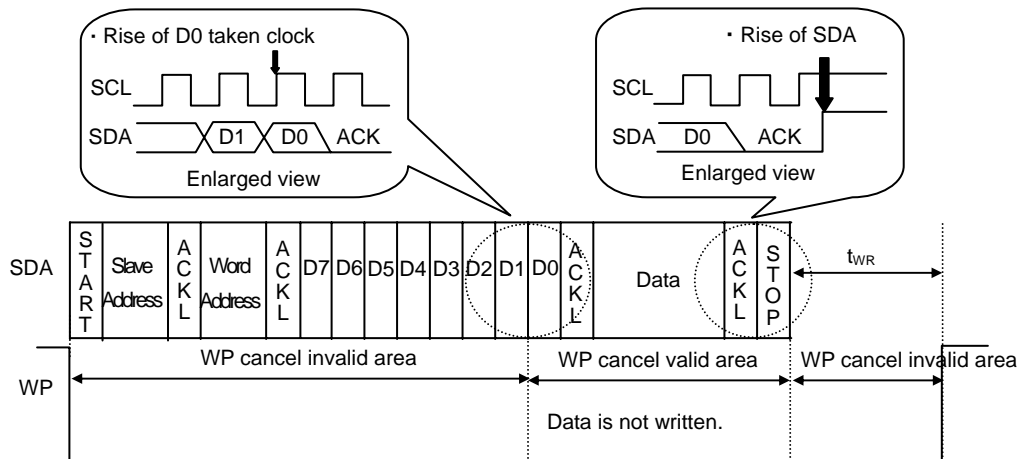 ・Rise of D0 taken clock
SCL
SDA D1 D0 ACK
Enlarged view
・Rise of SDA
SCL
SDA D0 ACK
Enlarged view
SDA START Slave Address ACKL Word Address ACKL D7 D6 D5 D4 D3 D2 D1 D0 ACKL Data ACKL STOP tWR
WP cancel invalid area WP cancel valid area WP cancel invalid area
WP
Data is not written.